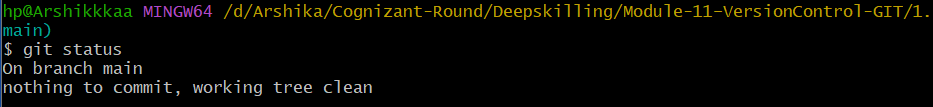 hp@Arshikkkaa MINGW64 /d/Arshika/Cognizant-Round/Deepskilling/Module-11-VersionControl-GIT/1.
main)
$ git status
On branch main
nothing to commit, working tree clean